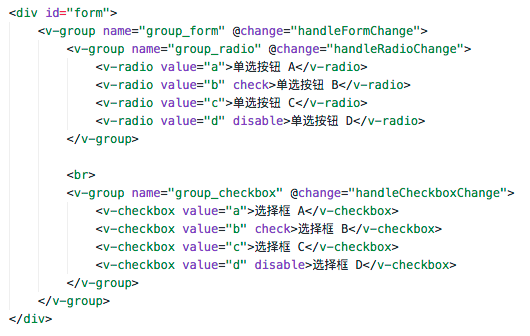 <div id="form">
<v-group name="group_form" @change="handleFormChange">
<v-group name="group_radio" @change="handleRadioChange">
<v-radio value="a">单选按钮 A</v-radio>
<v-radio value="b" check>单选按钮 B</v-radio>
<v-radio value="c">单选按钮 C</v-radio>
<v-radio value="d" disable>单选按钮 D</v-radio>
</v-group>
<br>
<v-group name="group_checkbox" @change="handleCheckboxChange">
<v-checkbox value="a">选择框 A</v-checkbox>
<v-checkbox value="b" check>选择框 B</v-checkbox>
<v-checkbox value="c">选择框 C</v-checkbox>
<v-checkbox value="d" disable>选择框 D</v-checkbox>
</v-group>
</v-group>
</div>